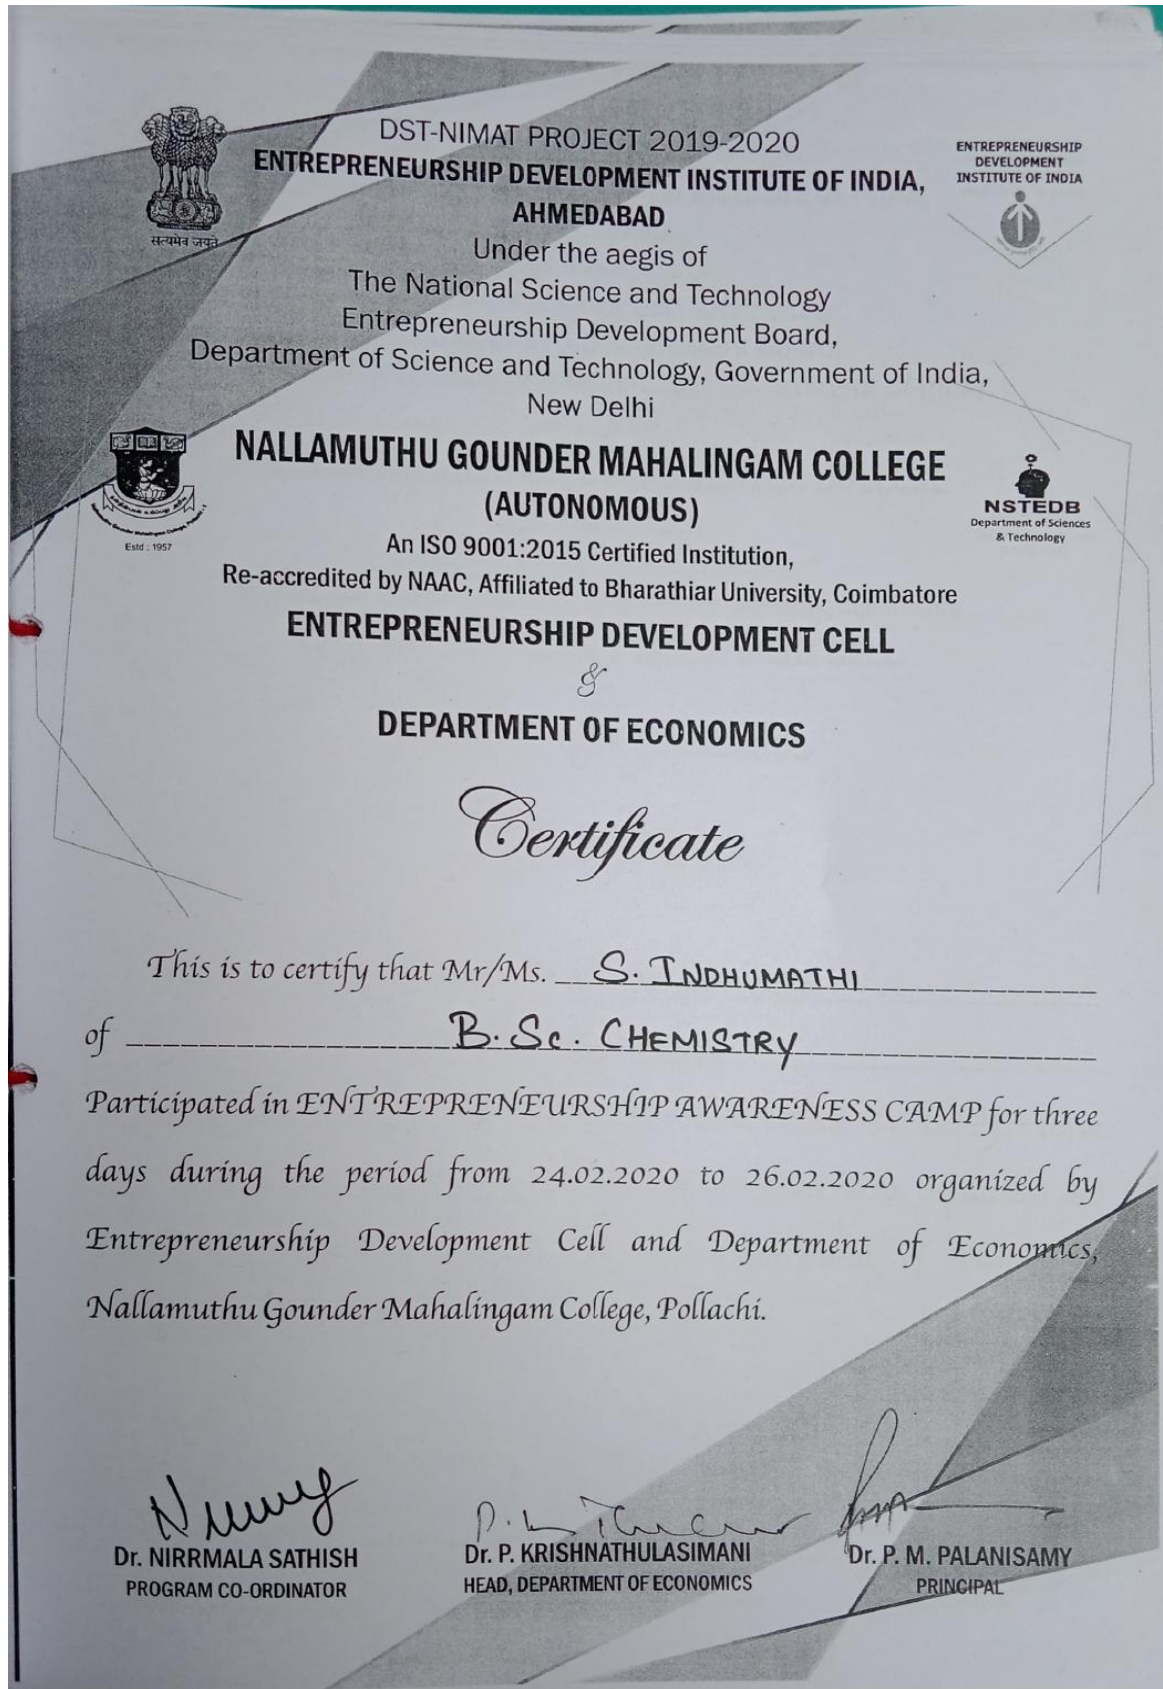 DST-NIMAT PROJECT 2019-2020
ENTREPRENEURSHIP DEVELOPMENT INSTITUTE OF INDIA,
AHMEDABAD
सत्यमेव जयते
ENTREPRENEURSHIP
DEVELOPMENT
INSTITUTE OF INDIA
Under the aegis of
The National Science and Technology
Entrepreneurship Development Board,
Department of Science and Technology, Government of India,
New Delhi
NALLAMUTHU GOUNDER MAHALINGAM COLLEGE
(AUTONOMOUS)
Estd : 1957
NSTEDB
Department of Sciences
& Technology
An ISO 9001:2015 Certified Institution,
Re-accredited by NAAC, Affiliated to Bharathiar University, Coimbatore
ENTREPRENEURSHIP DEVELOPMENT CELL
&
DEPARTMENT OF ECONOMICS
Certificate
This is to certify that Mr/Ms. S. INDHUMATHI
of B.Sc. CHEMISTRY
Participated in ENTREPRENEURSHIP AWARENESS CAMP for three
days during the period from 24.02.2020 to 26.02.2020 organized by
Entrepreneurship Development Cell and Department of Economics,
Nallamuthu Gounder Mahalingam College, Pollachi.
Dr. NIRRMALA SATHISH
PROGRAM CO-ORDINATOR
Dr. P. KRISHNATHULASIMANI
HEAD, DEPARTMENT OF ECONOMICS
Dr. P. M. PALANISAMY
PRINCIPAL